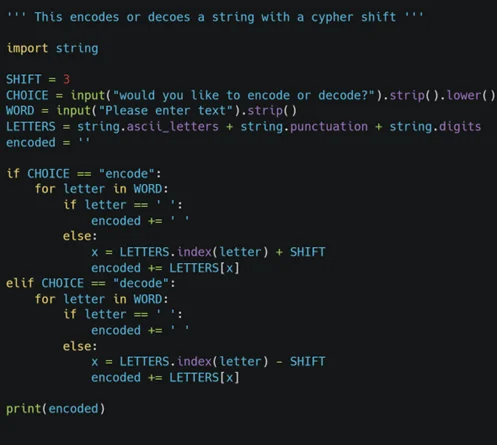 ''' This encodes or decoes a string with a cypher shift '''

import string

SHIFT = 3
CHOICE = input("would you like to encode or decode?").strip().lower()
WORD = input("Please enter text").strip()
LETTERS = string.ascii_letters + string.punctuation + string.digits
encoded = ''

if CHOICE == "encode":
    for letter in WORD:
        if letter == ' ':
            encoded += ' '
        else:
            x = LETTERS.index(letter) + SHIFT
            encoded += LETTERS[x]
elif CHOICE == "decode":
    for letter in WORD:
        if letter == ' ':
            encoded += ' '
        else:
            x = LETTERS.index(letter) - SHIFT
            encoded += LETTERS[x]

print(encoded)